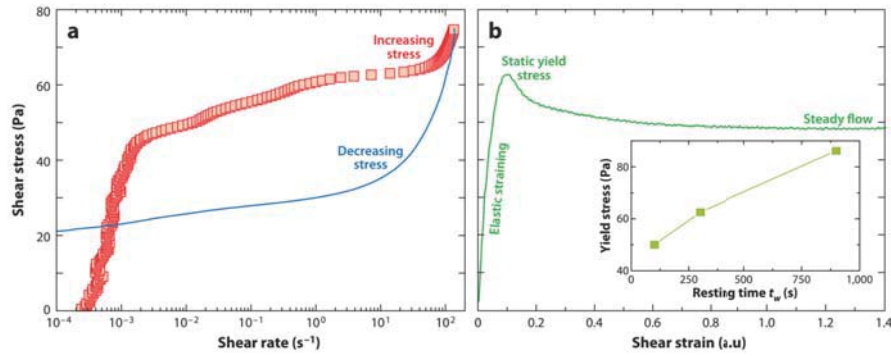 a
80
60
40
20
0
Shear stress (Pa)
Increasing
stress
Decreasing
stress
10⁻⁴
10⁻³
10⁻²
10⁻¹
10⁰
10¹
10²
Shear rate (s⁻¹)
b
Static yield
stress
Elastic straining
Steady flow
80
60
40
Yield stress (Pa)
0
250
500
750
1,000
Resting time t_w (s)
0
0.2
0.4
0.6
0.8
1.0
1.2
1.4
Shear strain (a.u)